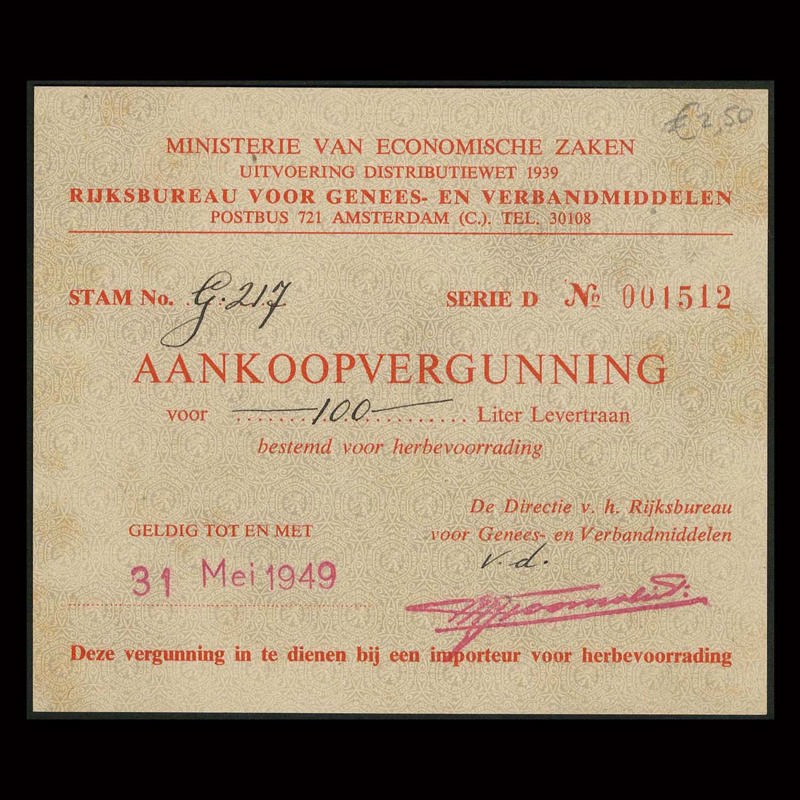 € 2,50
MINISTERIE VAN ECONOMISCHE ZAKEN
UITVOERING DISTRIBUTIEWET 1939
RIJKSBUREAU VOOR GENEES- EN VERBANDMIDDELEN
POSTBUS 721 AMSTERDAM (C.). TEL. 30108
STAM No. G. 217 SERIE D № 001512
AANKOOPVERGUNNING
voor 100 Liter Levertraan
bestemd voor herbevoorrading
De Directie v. h. Rijksbureau
voor Genees- en Verbandmiddelen
v. d.
GELDIG TOT EN MET
31 Mei 1949
Deze vergunning in te dienen bij een importeur voor herbevoorrading